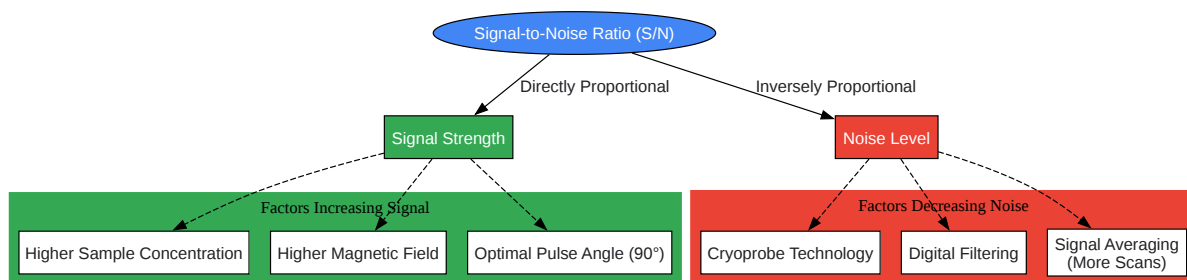 Signal-to-Noise Ratio (S/N)
Directly Proportional
Inversely Proportional
Signal Strength
Noise Level
Factors Increasing Signal
Factors Decreasing Noise
Higher Sample Concentration
Higher Magnetic Field
Optimal Pulse Angle (90°)
Cryoprobe Technology
Digital Filtering
Signal Averaging
(More Scans)